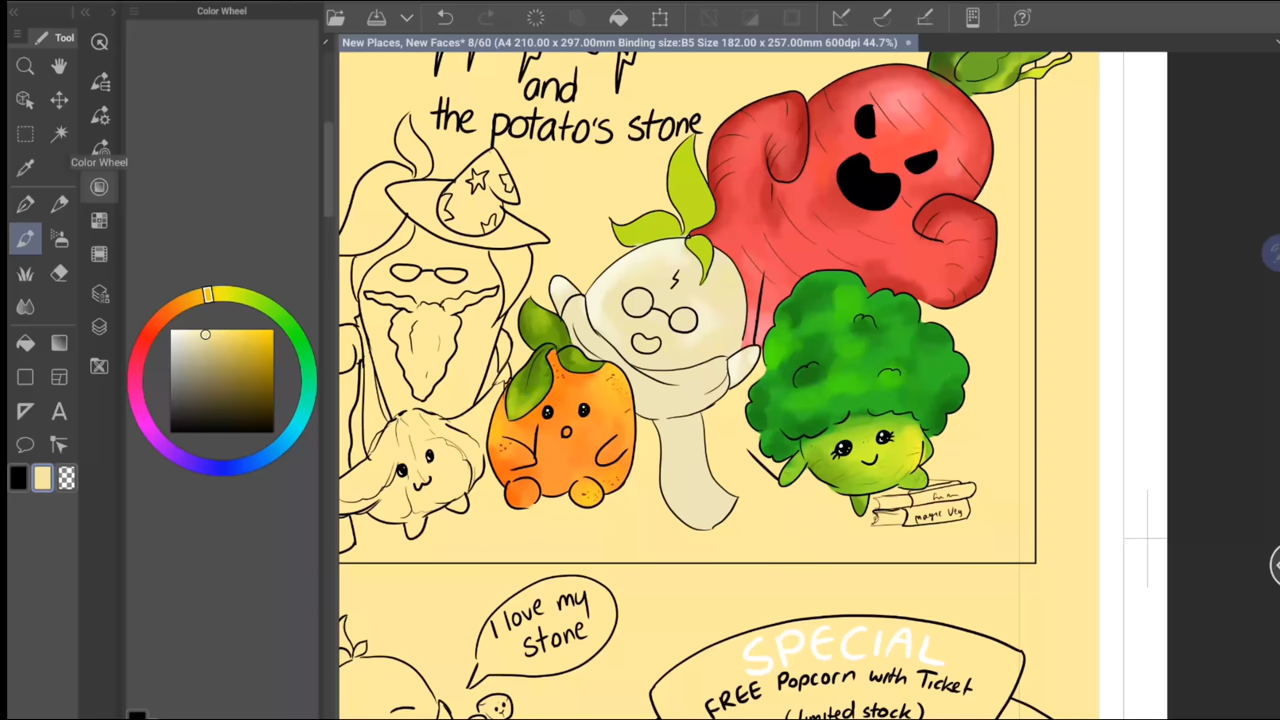 Color Wheel
Tool
New Places, New Faces* 8/60 (A4 210.00 x 297.00mm Binding size:B5 Size 182.00 x 257.00mm 600dpi 44.7%)
and
the potato's stone
Color Wheel
magic Veg
I love my
stone
SPECIAL
FREE Popcorn with Ticket
(limited stock)